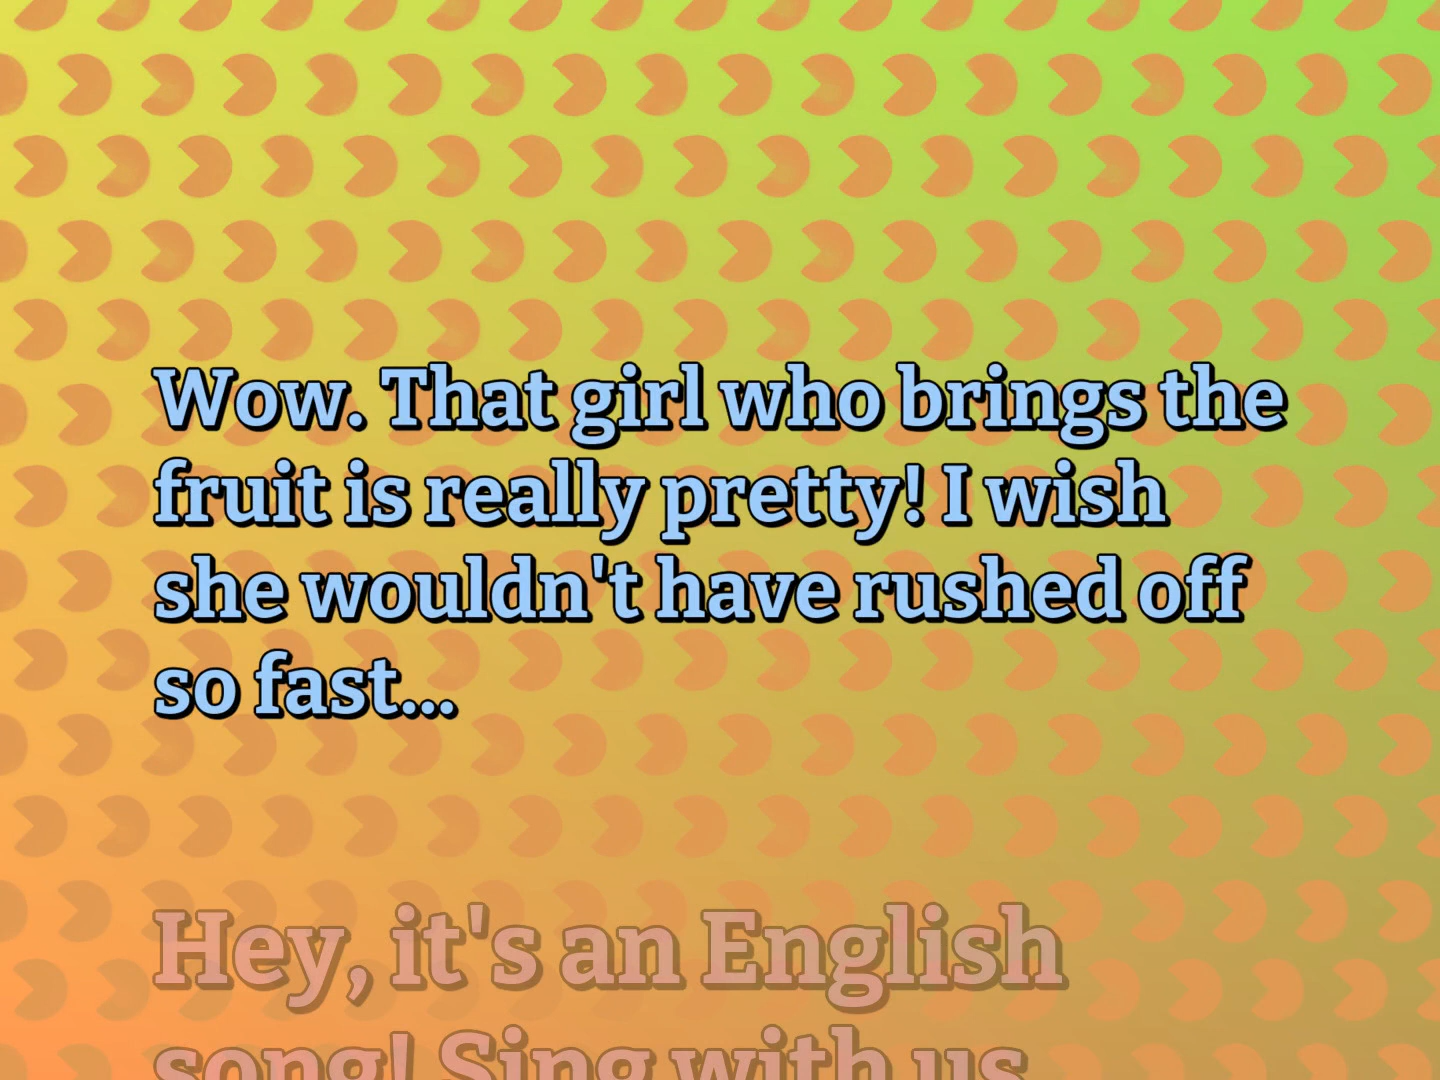 Wow. That girl who brings the
fruit is really pretty! I wish
she wouldn't have rushed off
so fast...
Hey, it's an English
song! Sing with us